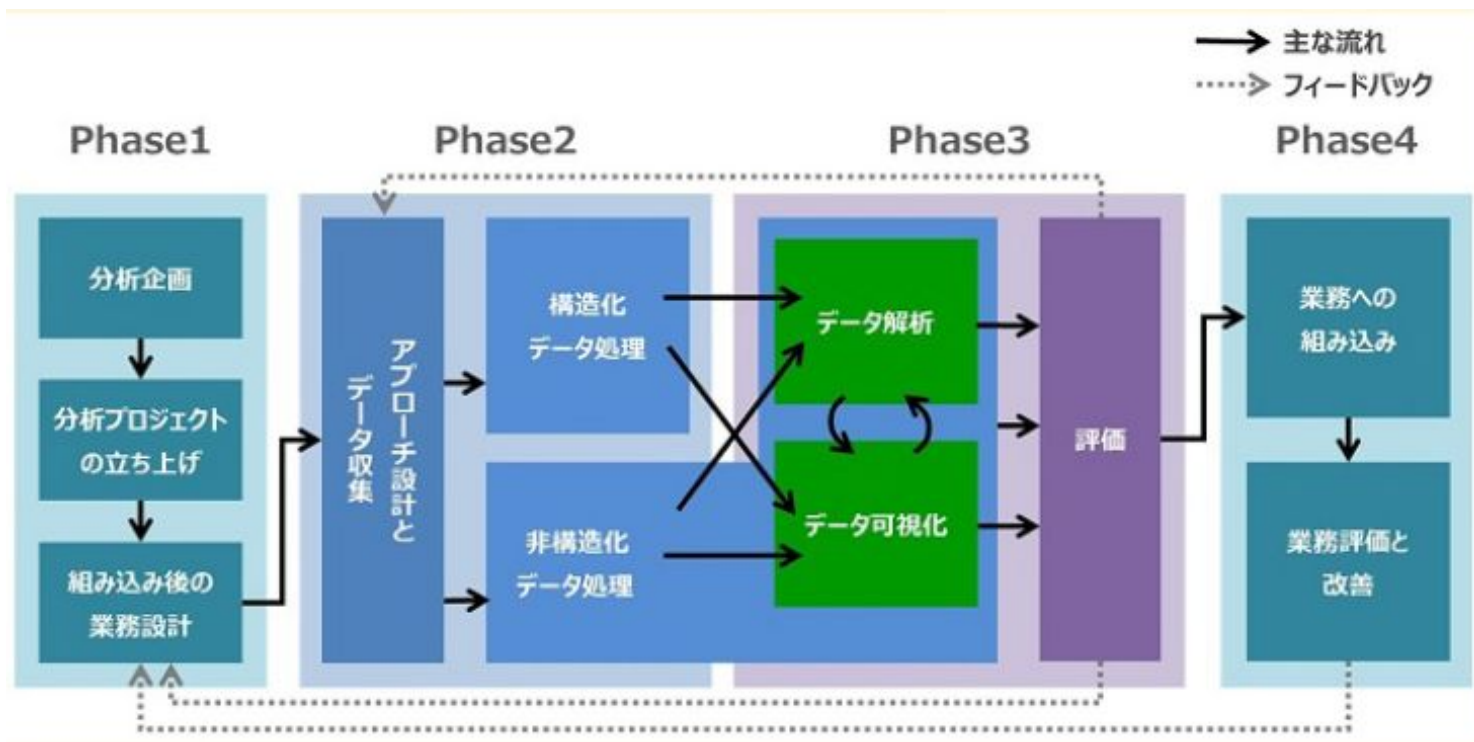 主な流れ
フィードバック
Phase1
Phase2
Phase3
Phase4
分析企画
分析プロジェクト
の立ち上げ
組み込み後の
業務設計
アプローチ設計と
データ収集
構造化
データ処理
非構造化
データ処理
データ解析
データ可視化
評価
業務への
組み込み
業務評価と
改善